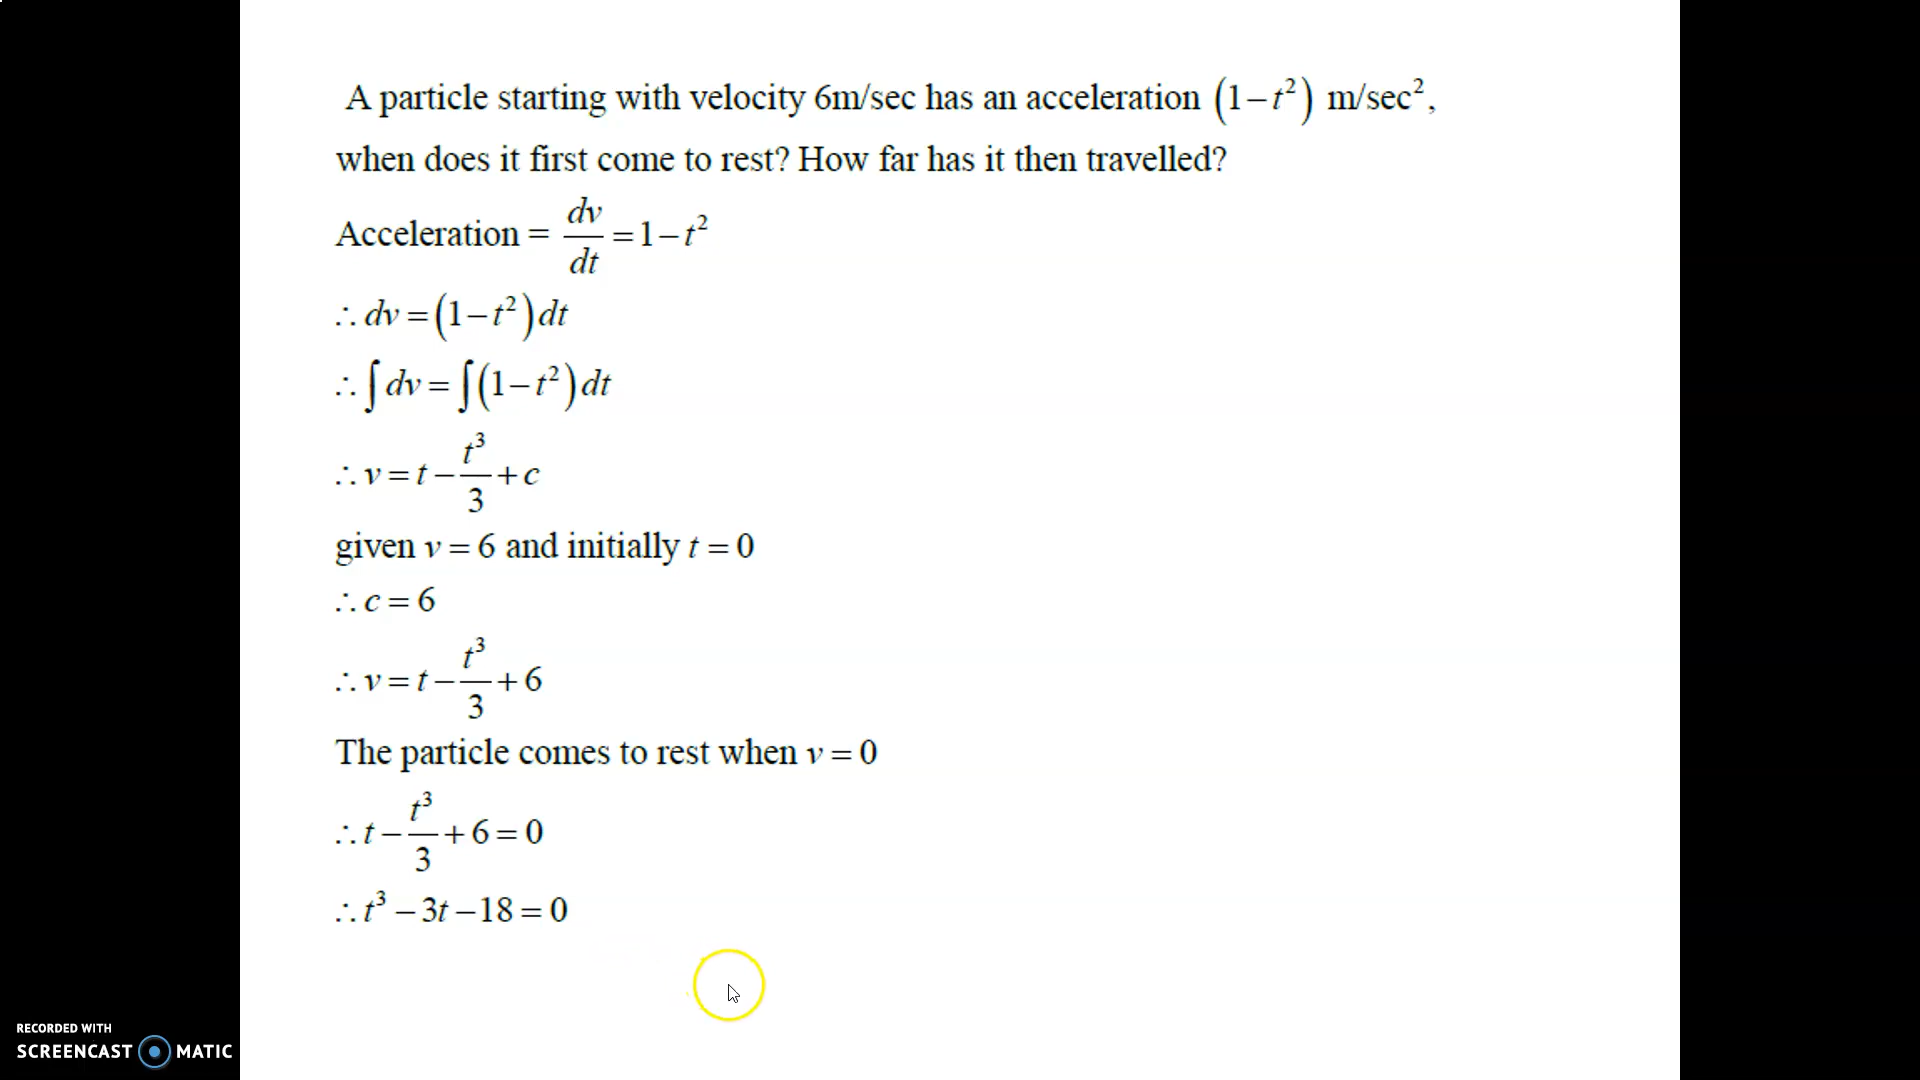 A particle starting with velocity 6m/sec has an acceleration (1−t²) m/sec²,
when does it first come to rest? How far has it then travelled?
Acceleration = dv/dt = 1−t²
∴ dv = (1−t²)dt
∴ ∫dv = ∫(1−t²)dt
∴ v = t − t³/3 + c
given v = 6 and initially t = 0
∴ c = 6
∴ v = t − t³/3 + 6
The particle comes to rest when v = 0
∴ t − t³/3 + 6 = 0
∴ t³ − 3t − 18 = 0
RECORDED WITH
SCREENCAST MATIC